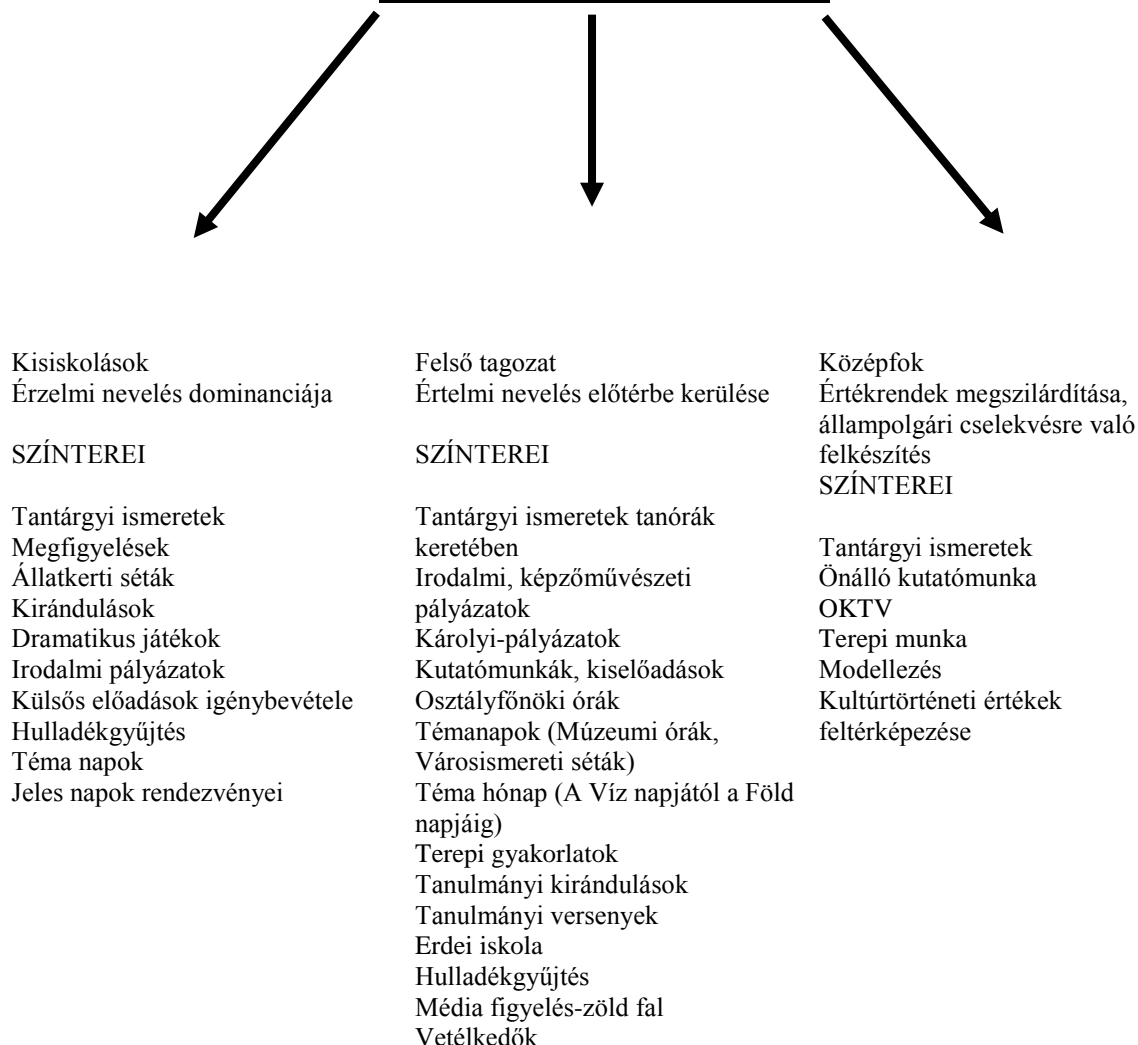 Kisiskolások
Érzelmi nevelés dominanciája
SZÍNTEREI
Tantárgyi ismeretek
Megfigyelések
Állatkerti séták
Kirándulások
Dramatikus játékok
Irodalmi pályázatok
Külsős előadások igénybevétele
Hulladékgyűjtés
Téma napok
Jeles napok rendezvényei
Felső tagozat
Értelmi nevelés előtérbe kerülése
SZÍNTEREI
Tantárgyi ismeretek tanórák
keretében
Irodalmi, képzőművészeti
pályázatok
Károlyi-pályázatok
Kutatómunkák, kiselőadások
Osztályfőnöki órák
Témanapok (Múzeumi órák,
Városismereti séták)
Téma hónap (A Víz napjától a Föld
napjáig)
Terepi gyakorlatok
Tanulmányi kirándulások
Tanulmányi versenyek
Erdei iskola
Hulladékgyűjtés
Média figyelés-zöld fal
Vetélkedők
Középfok
Értékrendek megszilárdítása,
állampolgári cselekvésre való
felkészítés
SZÍNTEREI
Tantárgyi ismeretek
Önálló kutatómunka
OKTV
Terepi munka
Modellezés
Kultúrtörténeti értékek
feltérképezése